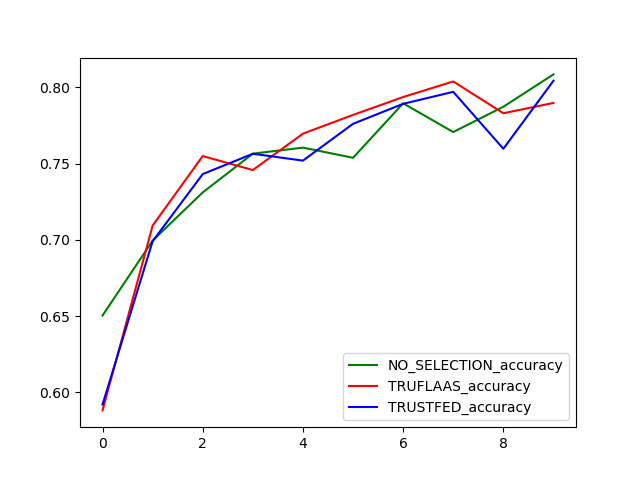 0.80
0.75
0.70
0.65
0.60
0 2 4 6 8
NO_SELECTION_accuracy
TRUFLAAS_accuracy
TRUSTFED_accuracy